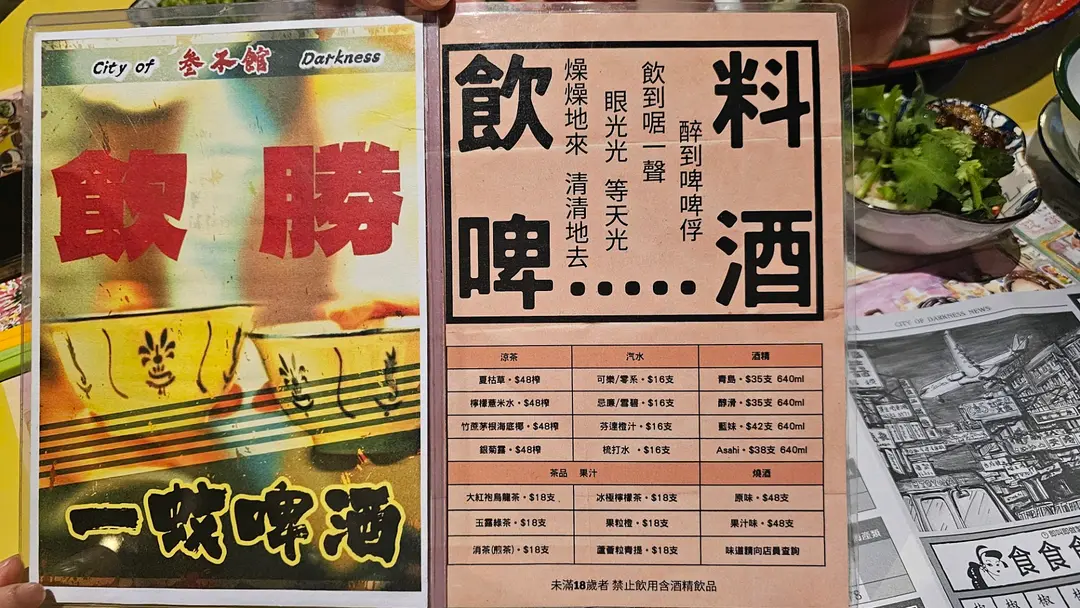 City of 叁不館 Darkness
飲勝
一蚊啤酒
飲啤.....料酒
飲到啹一聲
醉到啤啤俘
眼光光 等天光
燥燥地來 清清地去
涼茶 汽水 酒精
夏枯草・$48榨 可樂/零系・$16支 青島・$35支 640ml
檸檬薏米水・$48榨 忌廉/雪碧・$16支 醇滑・$35支 640ml
竹蔗茅根海底椰・$48榨 芬達橙汁・$16支 藍妹・$42支 640ml
銀菊露・$48榨 梳打水 ・$16支 Asahi・$38支 640ml
茶品 果汁 燒酒
大紅袍烏龍茶・$18支 冰極檸檬茶・$18支 原味・$48支
玉露綠茶・$18支 果粒橙・$18支 果汁味・$48支
涓茶(煎茶)・$18支 蘆薈粒青提・$18支 味道請向店員查詢
未滿18歲者 禁止飲用含酒精飲品
CITY OF DARKNESS NEWS
食食食